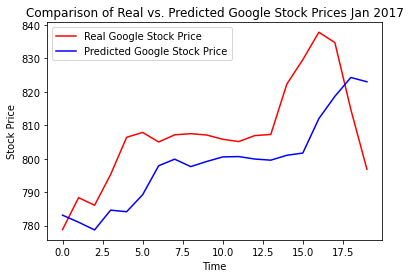 Comparison of Real vs. Predicted Google Stock Prices Jan 2017
Real Google Stock Price
Predicted Google Stock Price
Stock Price
840
830
820
810
800
790
780
0.0 2.5 5.0 7.5 10.0 12.5 15.0 17.5
Time